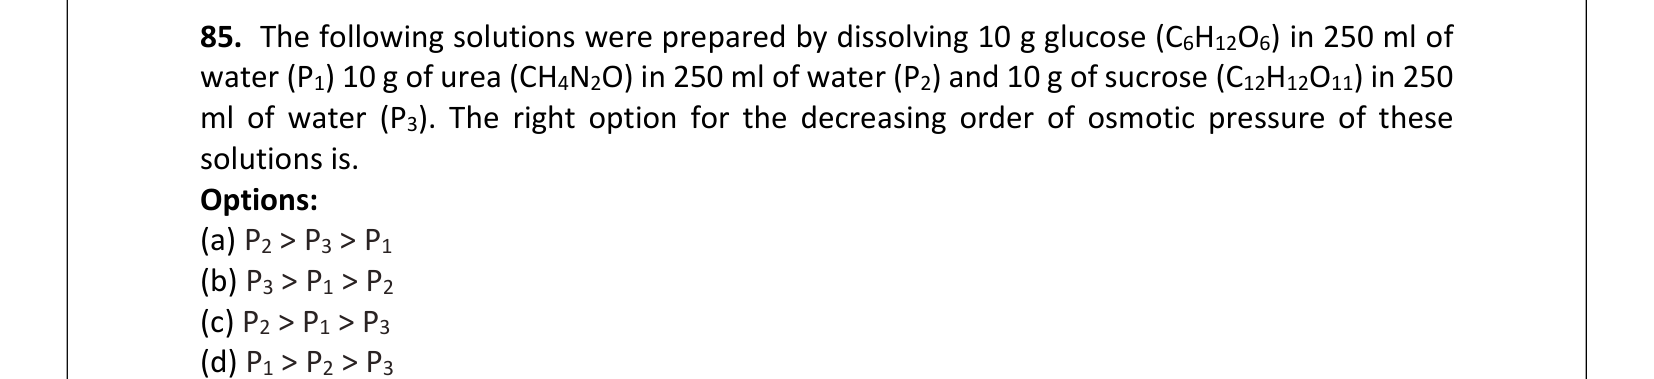 85. The following solutions were prepared by dissolving 10 g glucose (C₆H₁₂O₆) in 250 ml of
water (P₁) 10 g of urea (CH₄N₂O) in 250 ml of water (P₂) and 10 g of sucrose (C₁₂H₁₂O₁₁) in 250
ml of water (P₃). The right option for the decreasing order of osmotic pressure of these
solutions is.
Options:
(a) P₂ > P₃ > P₁
(b) P₃ > P₁ > P₂
(c) P₂ > P₁ > P₃
(d) P₁ > P₂ > P₃